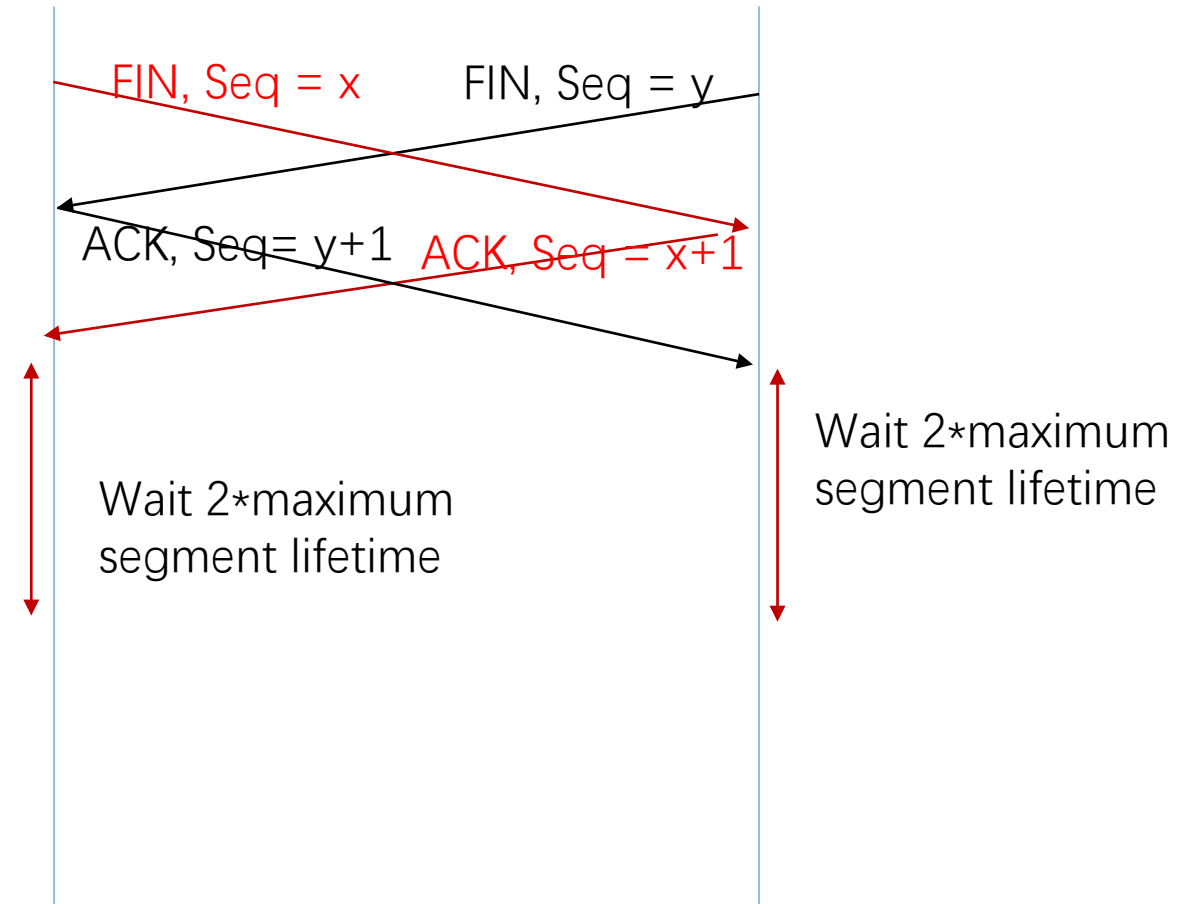 FIN, Seq = x
FIN, Seq = y
ACK, Seq= y+1
ACK, Seq = x+1
Wait 2*maximum
segment lifetime
Wait 2*maximum
segment lifetime